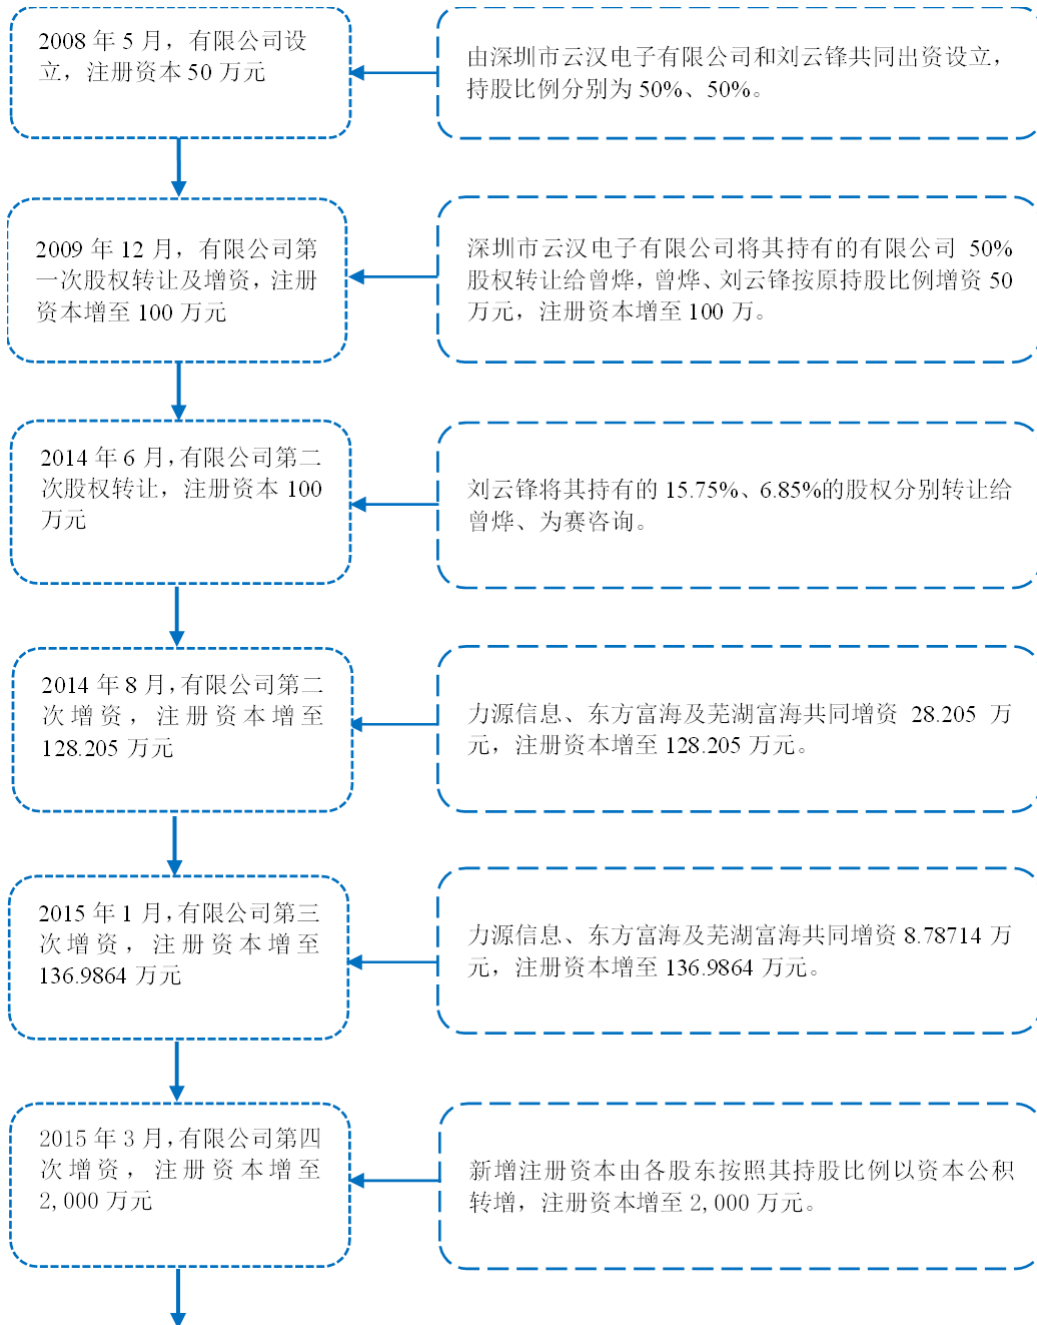 2008 年 5 月，有限公司设
立，注册资本 50 万元
由深圳市云汉电子有限公司和刘云锋共同出资设立，
持股比例分别为 50%、50%。
2009 年 12 月，有限公司第
一次股权转让及增资，注册
资本增至 100 万元
深圳市云汉电子有限公司将其持有的有限公司 50%
股权转让给曾烨，曾烨、刘云锋按原持股比例增资 50
万元，注册资本增至 100 万。
2014 年 6 月，有限公司第二
次股权转让，注册资本 100
万元
刘云锋将其持有的 15.75%、6.85%的股权分别转让给
曾烨、为赛咨询。
2014 年 8 月，有限公司第二
次增资，注册资本增至
128.205 万元
力源信息、东方富海及芜湖富海共同增资 28.205 万
元，注册资本增至 128.205 万元。
2015 年 1 月，有限公司第三
次增资，注册资本增至
136.9864 万元
力源信息、东方富海及芜湖富海共同增资 8.78714 万
元，注册资本增至 136.9864 万元。
2015 年 3 月，有限公司第四
次增资，注册资本增至
2,000 万元
新增注册资本由各股东按照其持股比例以资本公积
转增，注册资本增至 2,000 万元。